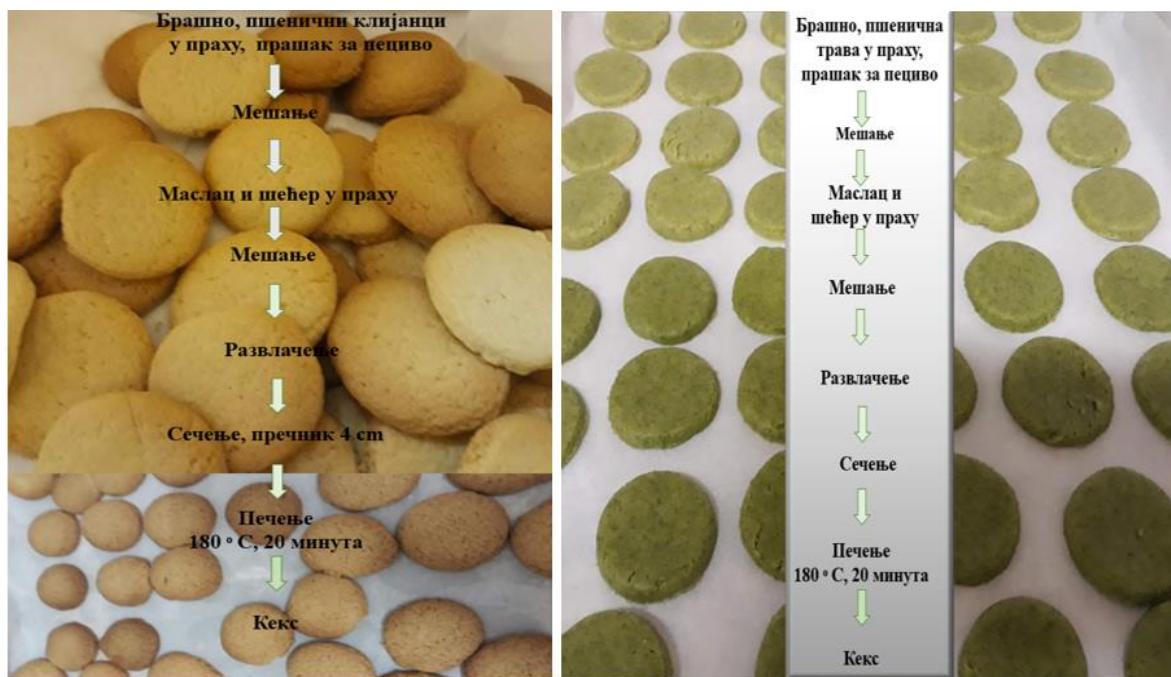 Брашно, пшенични клијанци
у праху, прашак за пециво
Мешање
Маслац и шећер у праху
Мешање
Развлачење
Сечење, пречник 4 cm
Печење
180 ° C, 20 минута
Кекс
Брашно, пшенична
трава у праху,
прашак за пециво
Мешање
Маслац и
шећер у праху
Мешање
Развлачење
Сечење
Печење
180 ° C, 20 минута
Кекс